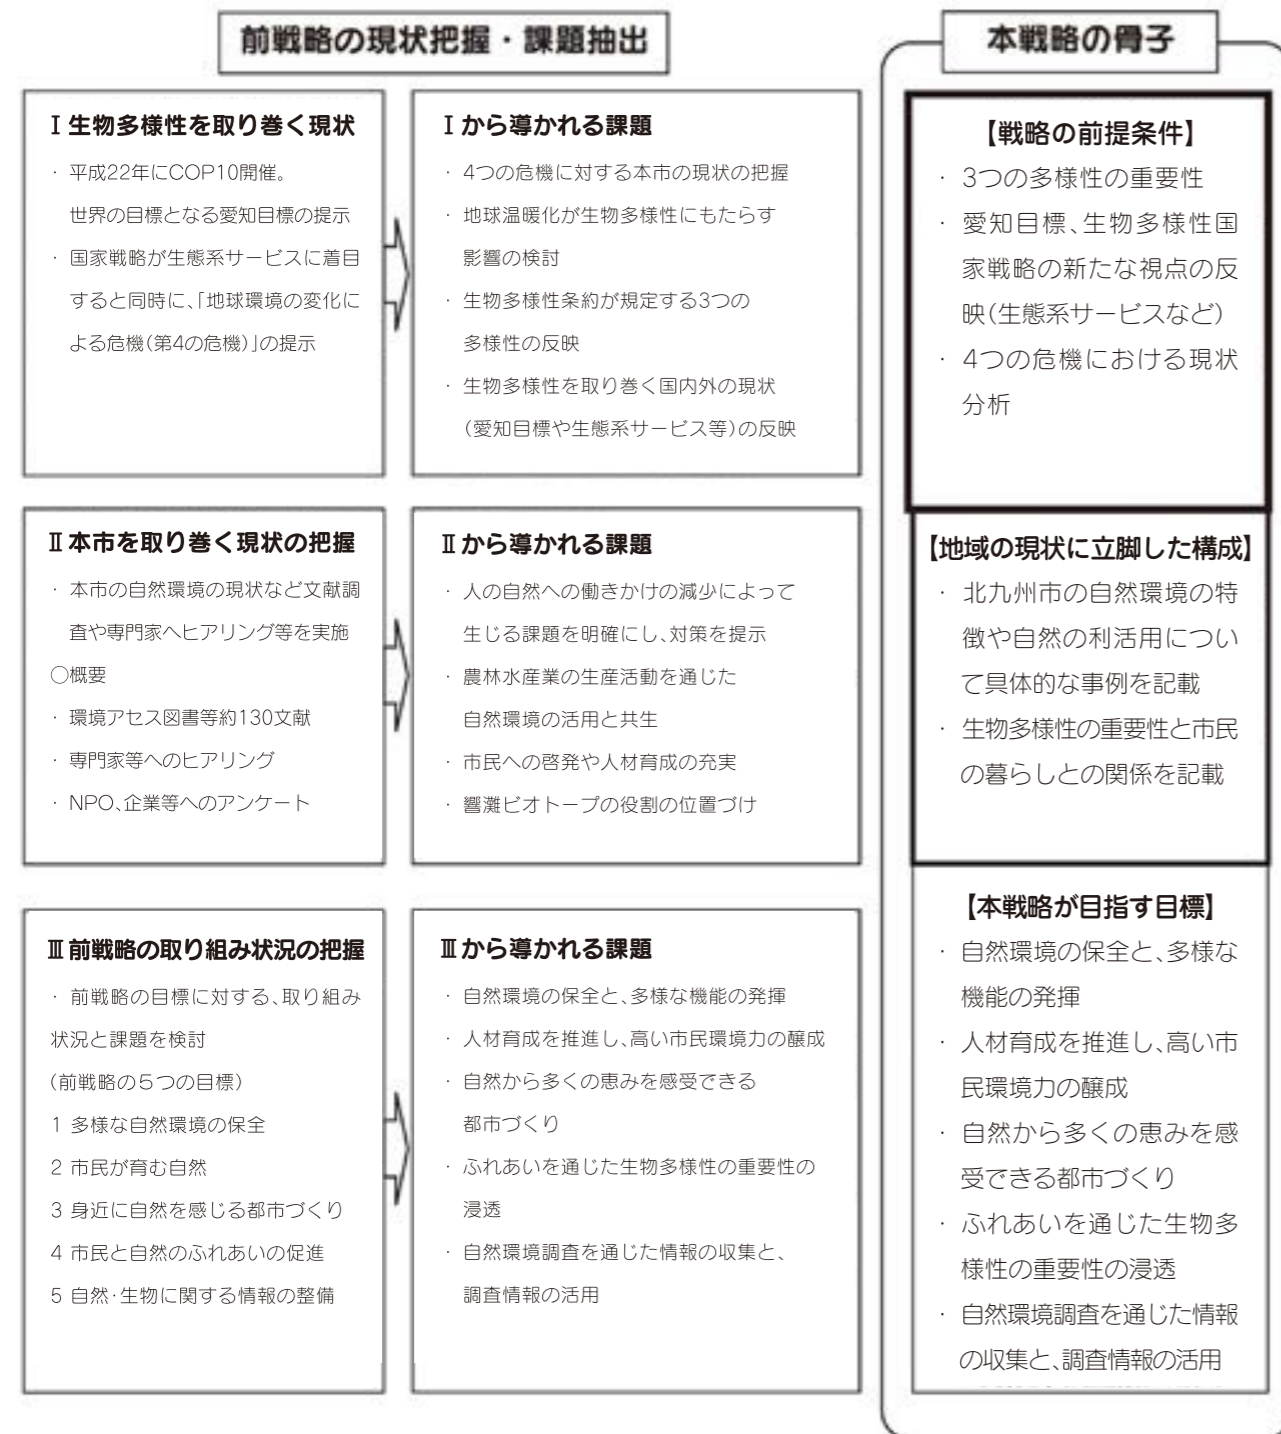 前戦略の現状把握・課題抽出
Ⅰ 生物多様性を取り巻く現状
· 平成22年にCOP10開催。
世界の目標となる愛知目標の提示
· 国家戦略が生態系サービスに着目
すると同時に、「地球環境の変化に
よる危機(第4の危機)」の提示
Ⅰ から導かれる課題
· 4つの危機に対する本市の現状の把握
· 地球温暖化が生物多様性にもたらす
影響の検討
· 生物多様性条約が規定する3つの
多様性の反映
· 生物多様性を取り巻く国内外の現状
(愛知目標や生態系サービス等)の反映
Ⅱ 本市を取り巻く現状の把握
· 本市の自然環境の現状など文献調
査や専門家へヒアリング等を実施
○概要
· 環境アセス図書等約130文献
· 専門家等へのヒアリング
· NPO、企業等へのアンケート
Ⅱ から導かれる課題
· 人の自然への働きかけの減少によって
生じる課題を明確にし、対策を提示
· 農林水産業の生産活動を通じた
自然環境の活用と共生
· 市民への啓発や人材育成の充実
· 響灘ビオトープの役割の位置づけ
Ⅲ 前戦略の取り組み状況の把握
· 前戦略の目標に対する、取り組み
状況と課題を検討
(前戦略の5つの目標)
1 多様な自然環境の保全
2 市民が育む自然
3 身近に自然を感じる都市づくり
4 市民と自然のふれあいの促進
5 自然·生物に関する情報の整備
Ⅲ から導かれる課題
· 自然環境の保全と、多様な機能の発揮
· 人材育成を推進し、高い市民環境力の醸成
· 自然から多くの恵みを感受できる
都市づくり
· ふれあいを通じた生物多様性の重要性の
浸透
· 自然環境調査を通じた情報の収集と、
調査情報の活用
本戦略の骨子
【戦略の前提条件】
· 3つの多様性の重要性
· 愛知目標、生物多様性国
家戦略の新たな視点の反
映(生態系サービスなど)
· 4つの危機における現状
分析
【地域の現状に立脚した構成】
· 北九州市の自然環境の特
徴や自然の利活用につい
て具体的な事例を記載
· 生物多様性の重要性と市民
の暮らしとの関係を記載
【本戦略が目指す目標】
· 自然環境の保全と、多様な
機能の発揮
· 人材育成を推進し、高い市
民環境力の醸成
· 自然から多くの恵みを感
受できる都市づくり
· ふれあいを通じた生物多
様性の重要性の浸透
· 自然環境調査を通じた情報
の収集と、調査情報の活用